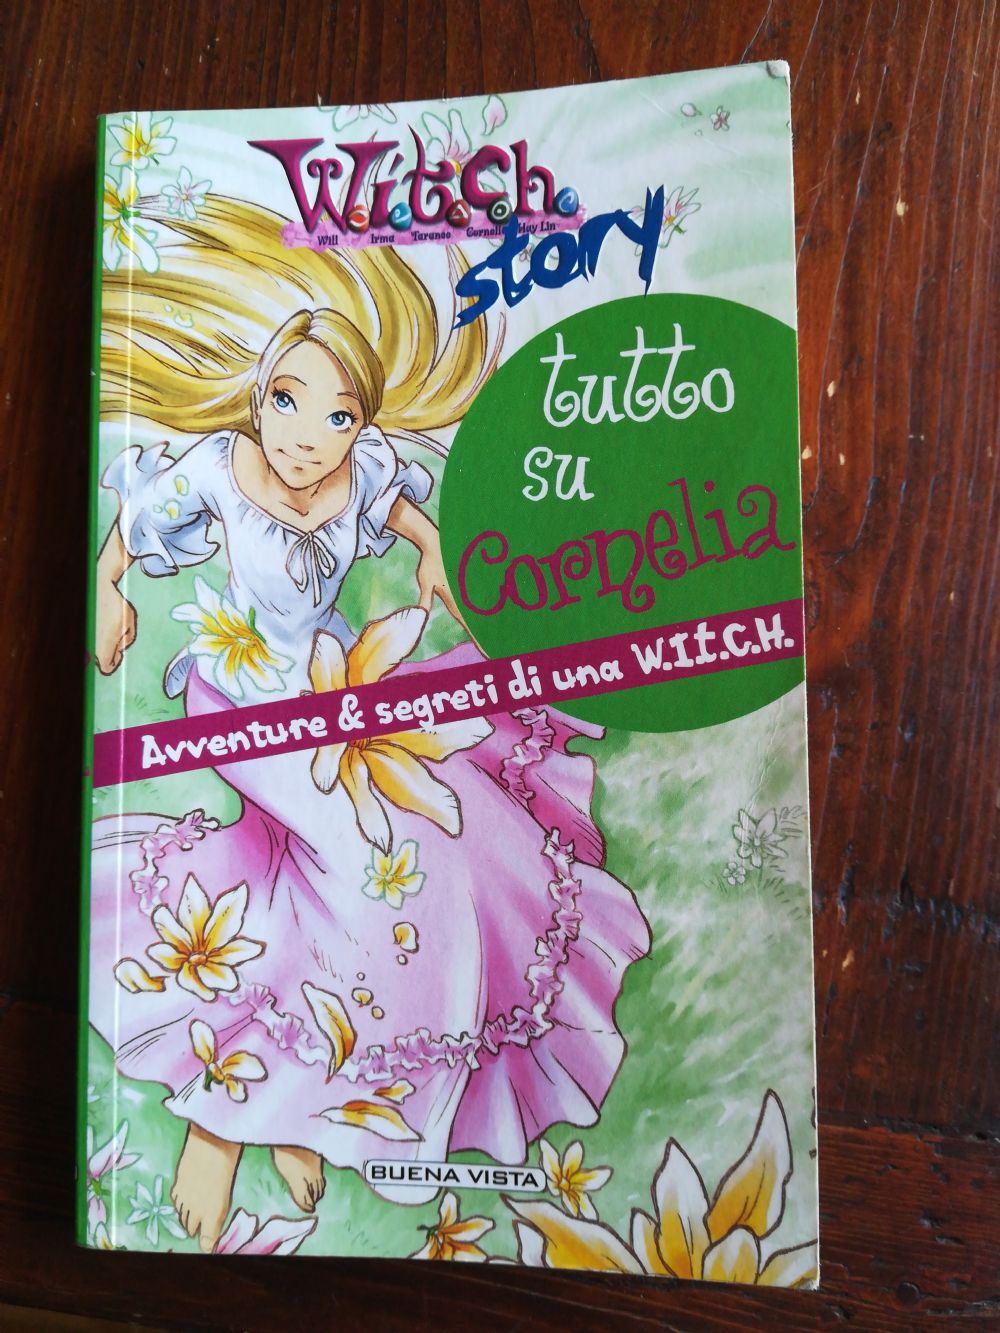 W.i.t.c.h.
Will Irma Taranee Cornelia Hay Lin
story
tutto
su
Cornelia
Avventure & segreti di una W.I.T.C.H.
BUENA VISTA